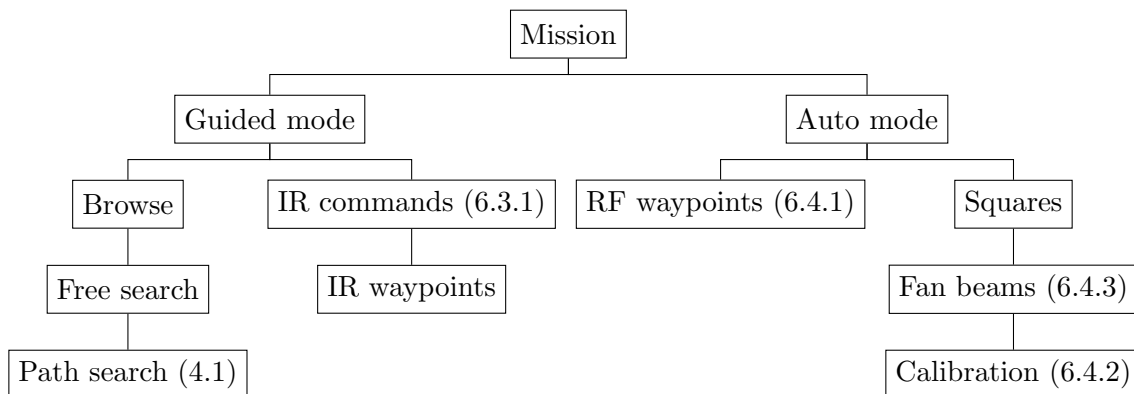 Mission
Guided mode
Auto mode
Browse
IR commands (6.3.1)
RF waypoints (6.4.1)
Squares
Free search
IR waypoints
Fan beams (6.4.3)
Path search (4.1)
Calibration (6.4.2)